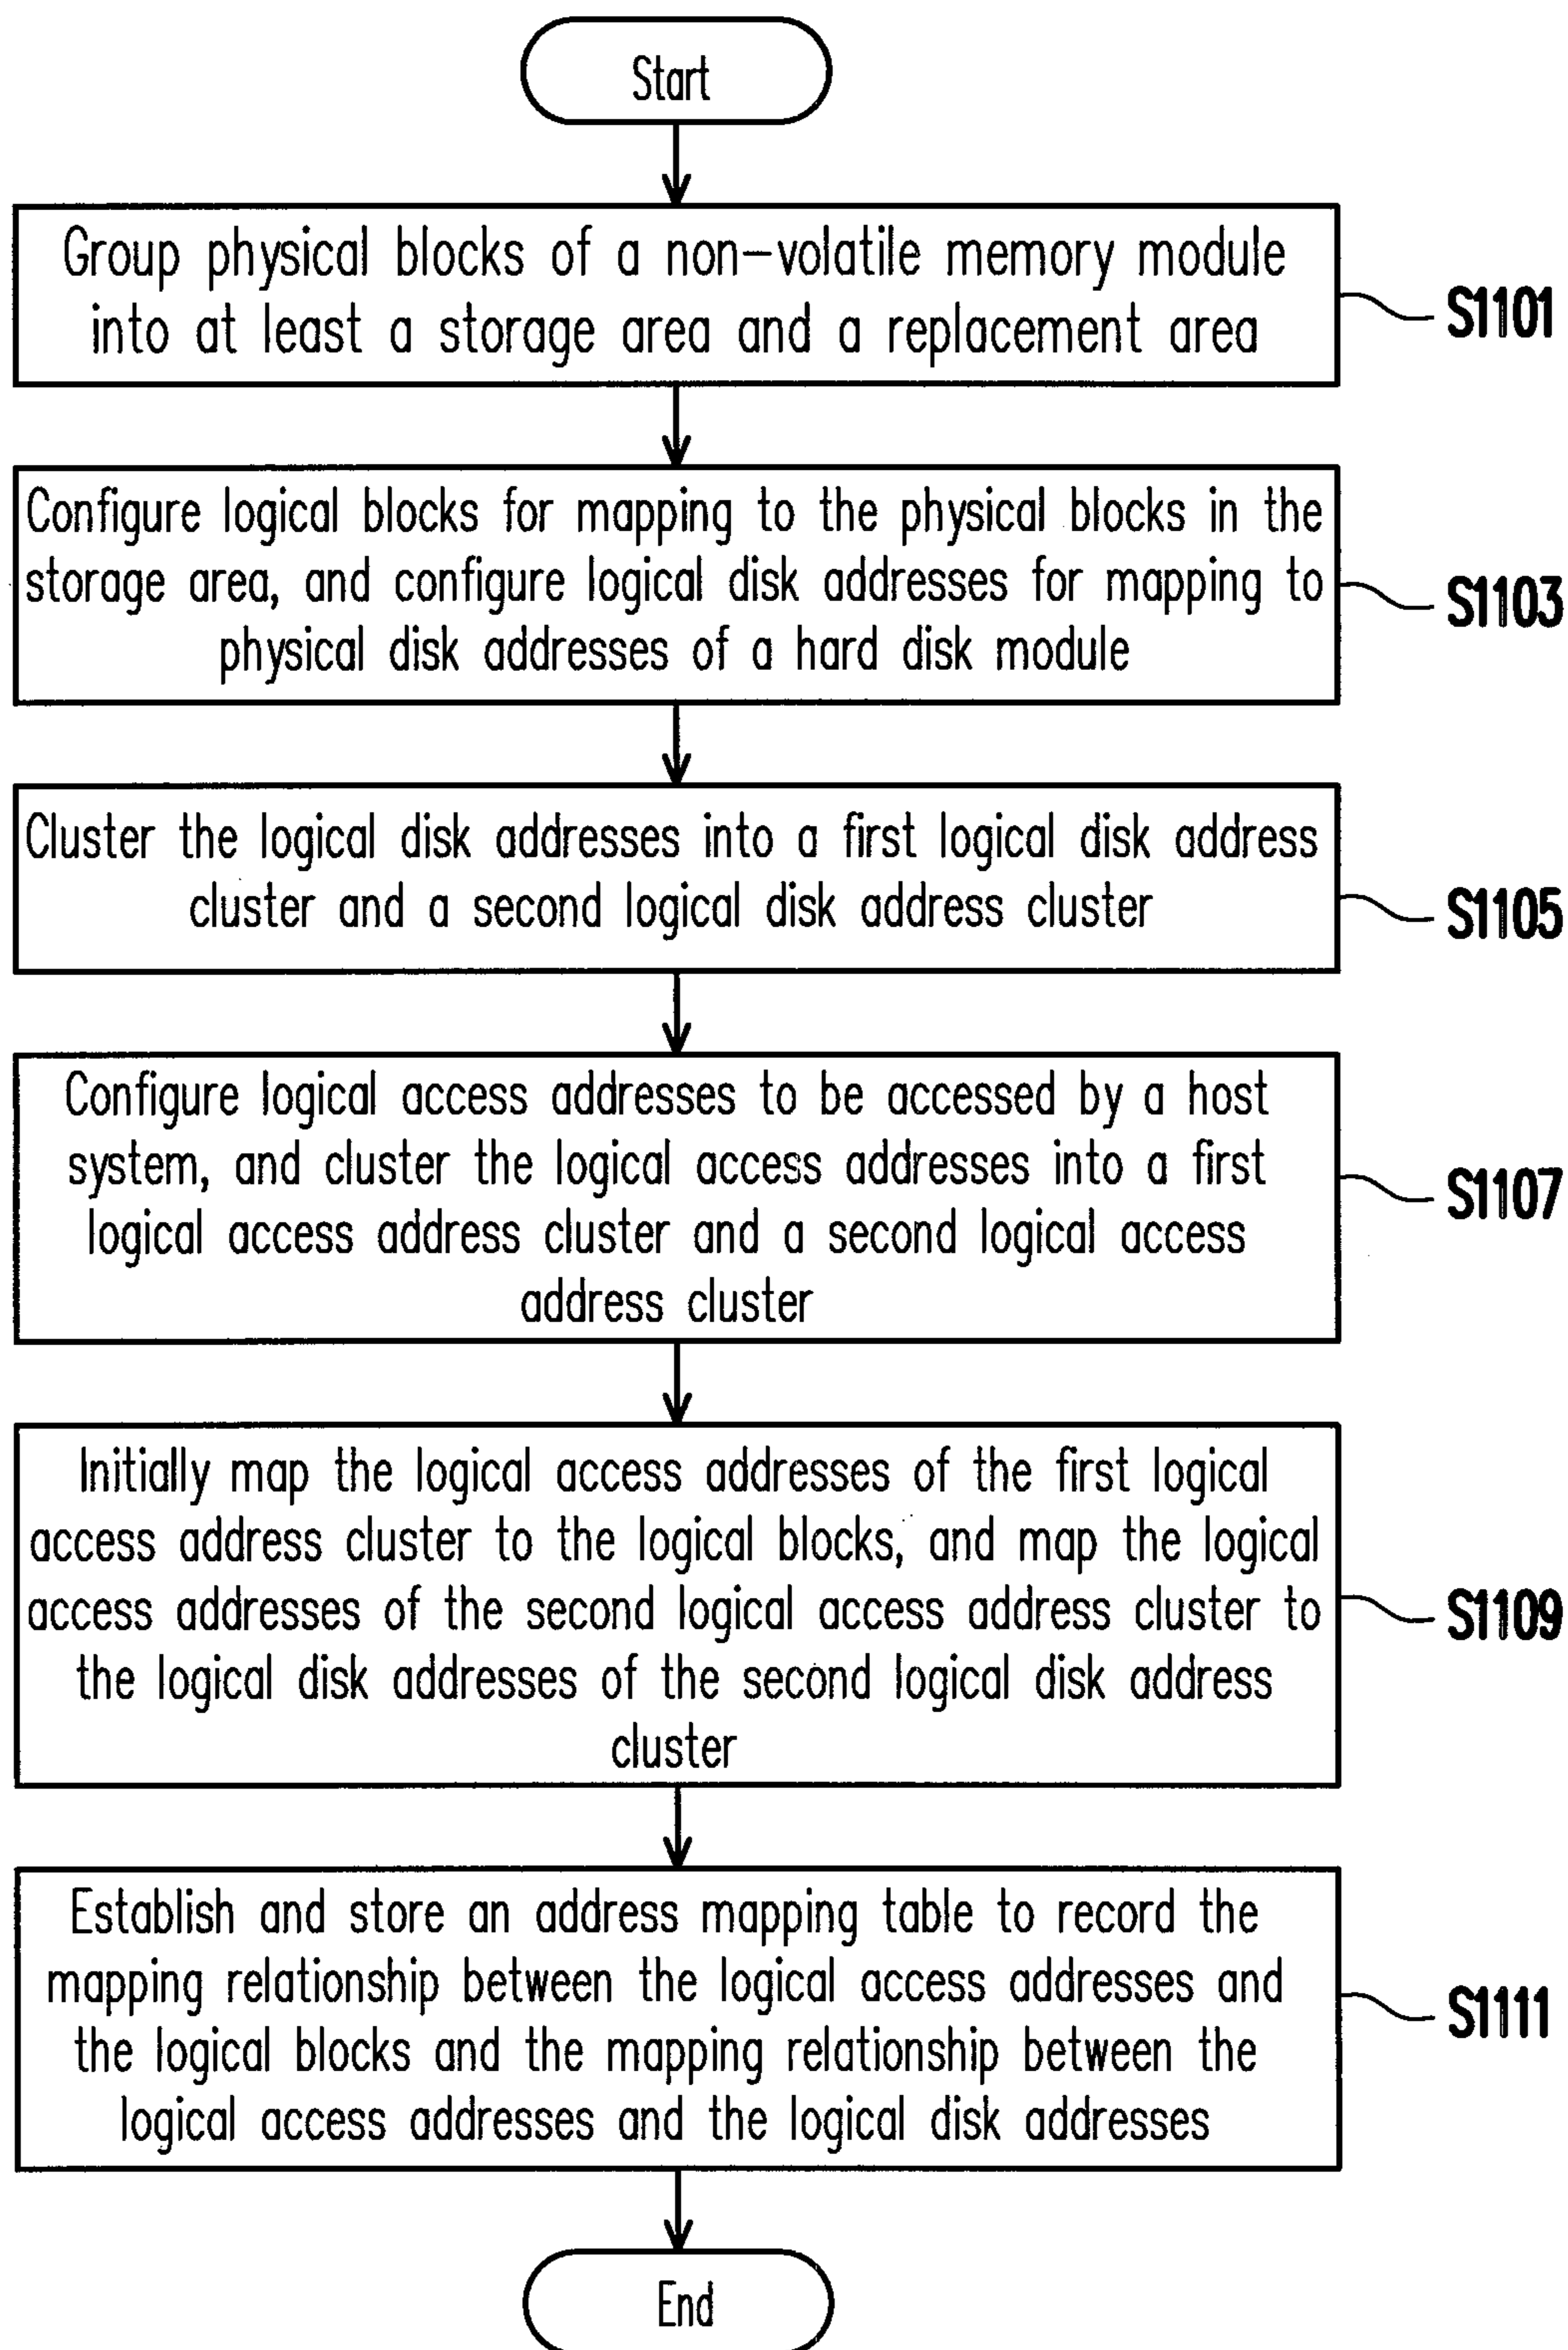 Start
Group physical blocks of a non-volatile memory module
into at least a storage area and a replacement area
S1101
Configure logical blocks for mapping to the physical blocks in the
storage area, and configure logical disk addresses for mapping to
physical disk addresses of a hard disk module
S1103
Cluster the logical disk addresses into a first logical disk address
cluster and a second logical disk address cluster
S1105
Configure logical access addresses to be accessed by a host
system, and cluster the logical access addresses into a first
logical access address cluster and a second logical access
address cluster
S1107
Initially map the logical access addresses of the first logical
access address cluster to the logical blocks, and map the logical
access addresses of the second logical access address cluster to
the logical disk addresses of the second logical disk address
cluster
S1109
Establish and store an address mapping table to record the
mapping relationship between the logical access addresses and
the logical blocks and the mapping relationship between the
logical access addresses and the logical disk addresses
S1111
End